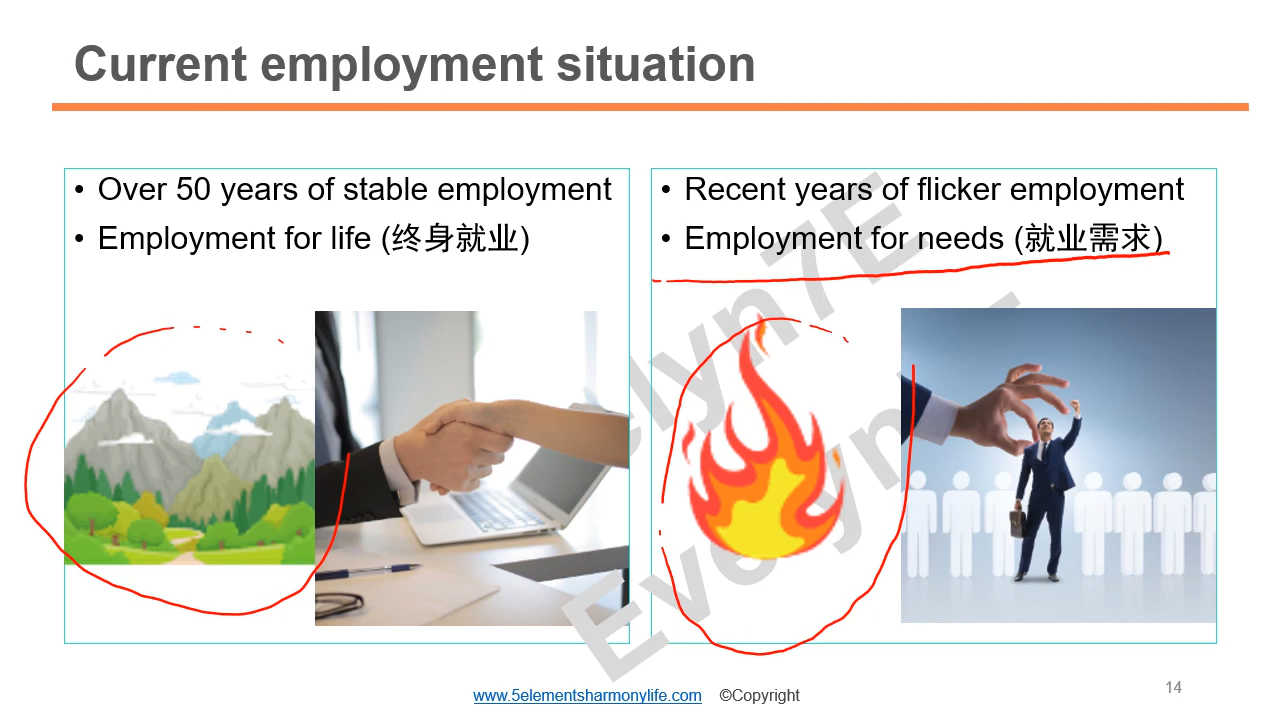 Current employment situation
• Over 50 years of stable employment
• Employment for life (终身就业)
• Recent years of flicker employment
• Employment for needs (就业需求)
Evelyn7E
www.5elementsharmonylife.com ©Copyright
14